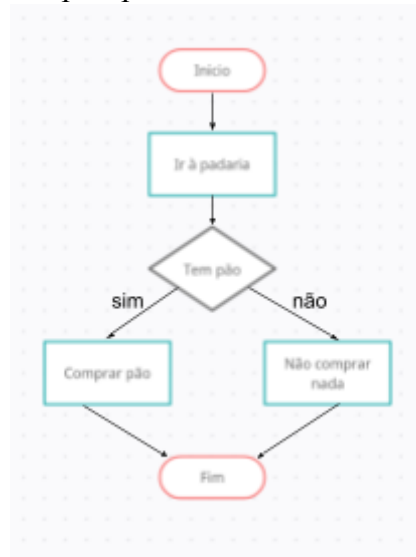 Inicio
Ir à padaria
Tem pão
sim
não
Comprar pão
Não comprar
nada
Fim